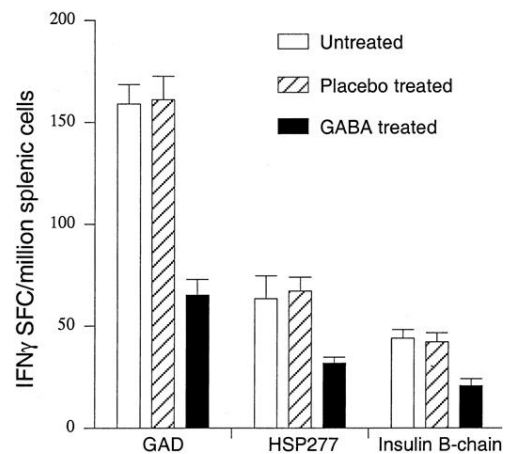 200
150
100
50
0
IFNγ SFC/million splenic cells
Untreated
Placebo treated
GABA treated
GAD
HSP277
Insulin B-chain